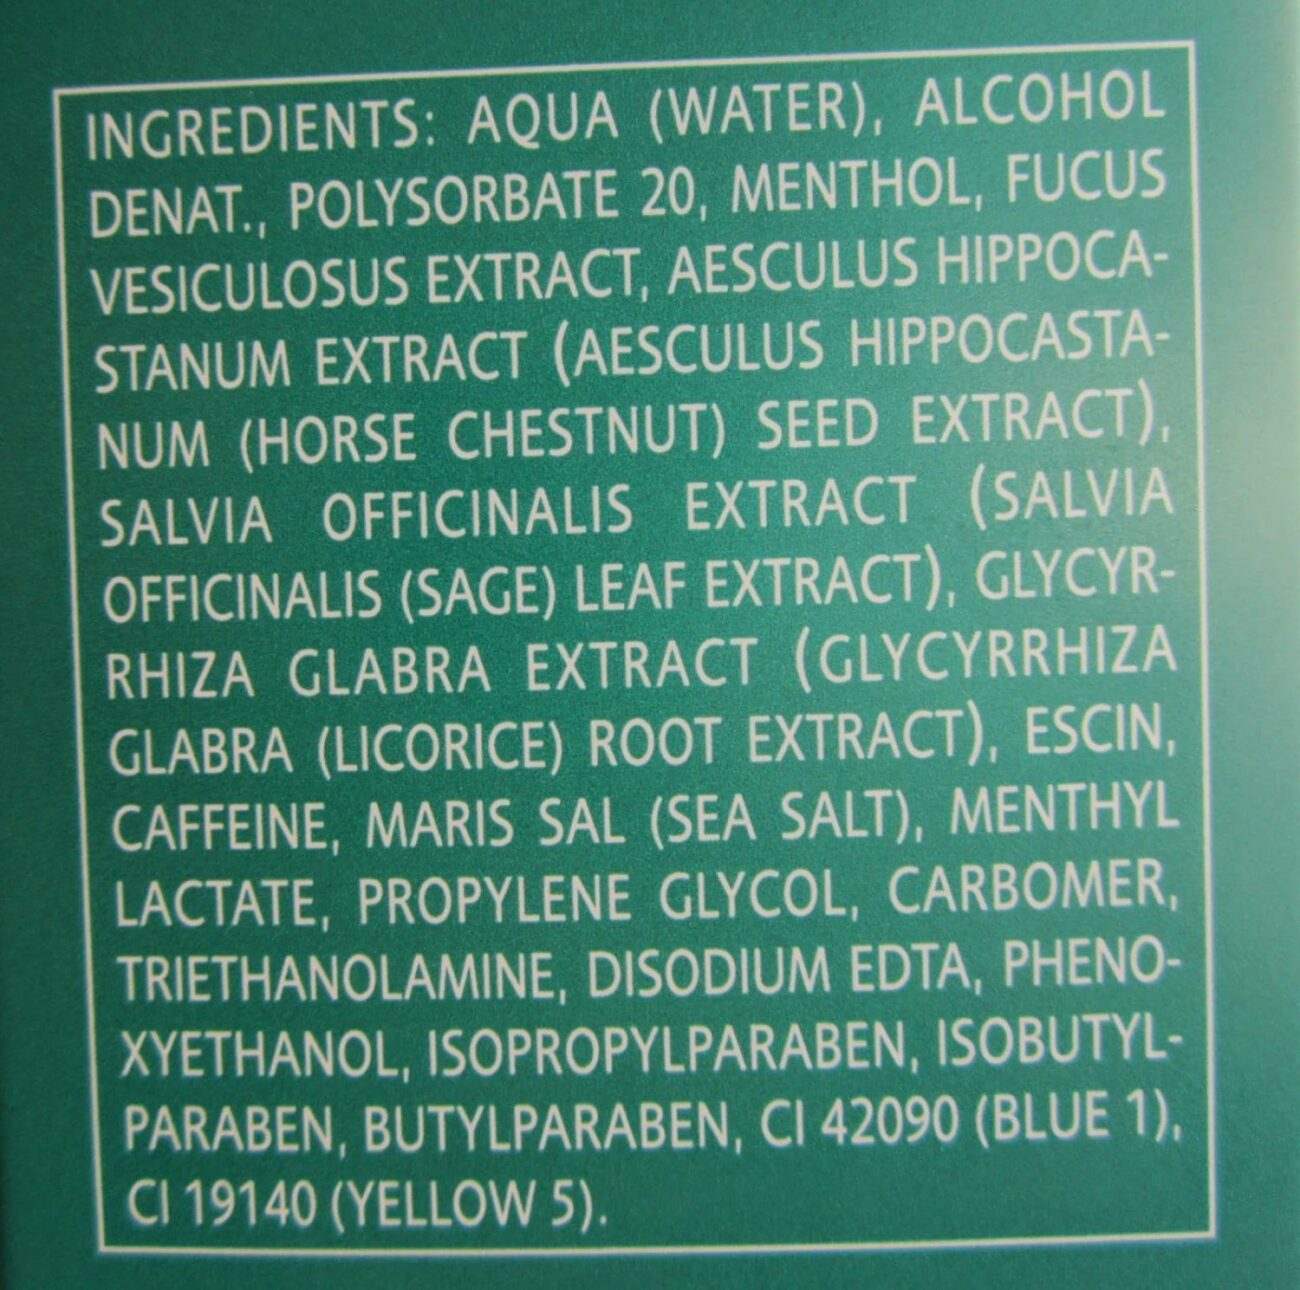 INGREDIENTS: AQUA (WATER), ALCOHOL
DENAT., POLYSORBATE 20, MENTHOL, FUCUS
VESICULOSUS EXTRACT, AESCULUS HIPPOCA-
STANUM EXTRACT (AESCULUS HIPPOCASTA-
NUM (HORSE CHESTNUT) SEED EXTRACT),
SALVIA OFFICINALIS EXTRACT (SALVIA
OFFICINALIS (SAGE) LEAF EXTRACT), GLYCYR-
RHIZA GLABRA EXTRACT (GLYCYRRHIZA
GLABRA (LICORICE) ROOT EXTRACT), ESCIN,
CAFFEINE, MARIS SAL (SEA SALT), MENTHYL
LACTATE, PROPYLENE GLYCOL, CARBOMER,
TRIETHANOLAMINE, DISODIUM EDTA, PHENO-
XYETHANOL, ISOPROPYLPARABEN, ISOBUTYL-
PARABEN, BUTYLPARABEN, CI 42090 (BLUE 1),
CI 19140 (YELLOW 5).